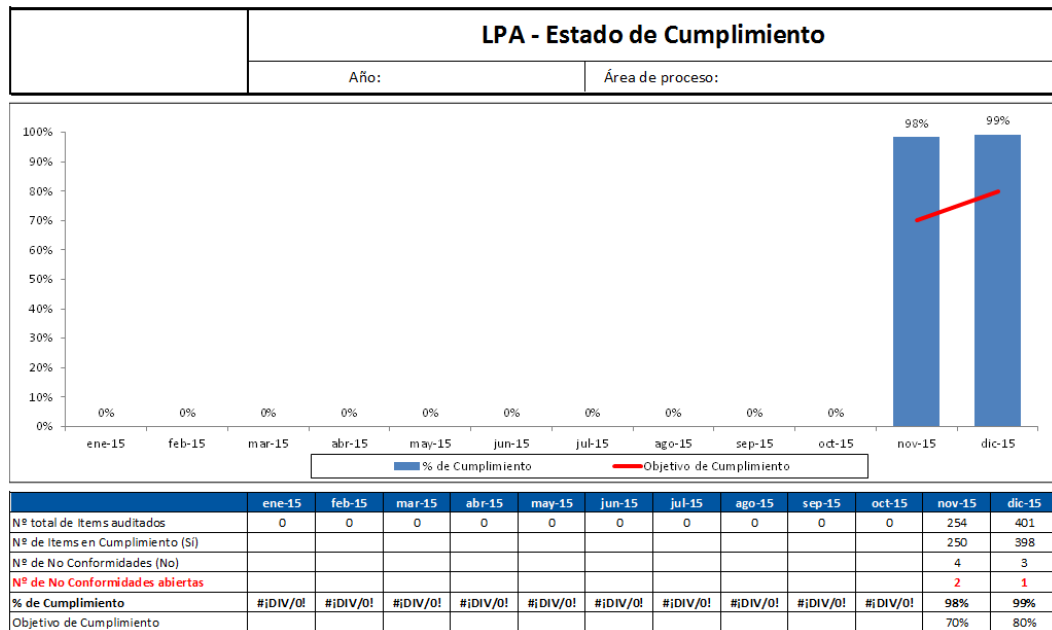 LPA - Estado de Cumplimiento
Año: Área de proceso:
98% 99%
100%
90%
80%
70%
60%
50%
40%
30%
20%
10%
0% 0% 0% 0% 0% 0% 0% 0% 0% 0%
0%
ene-15 feb-15 mar-15 abr-15 may-15 jun-15 jul-15 ago-15 sep-15 oct-15 nov-15 dic-15
% de Cumplimiento Objetivo de Cumplimiento
ene-15 feb-15 mar-15 abr-15 may-15 jun-15 jul-15 ago-15 sep-15 oct-15 nov-15 dic-15
Nº total de Items auditados 0 0 0 0 0 0 0 0 0 0 254 401
Nº de Items en Cumplimiento (Sí) 250 398
Nº de No Conformidades (No) 4 3
Nº de No Conformidades abiertas 2 1
% de Cumplimiento #¡DIV/0! #¡DIV/0! #¡DIV/0! #¡DIV/0! #¡DIV/0! #¡DIV/0! #¡DIV/0! #¡DIV/0! #¡DIV/0! #¡DIV/0! 98% 99%
Objetivo de Cumplimiento 70% 80%